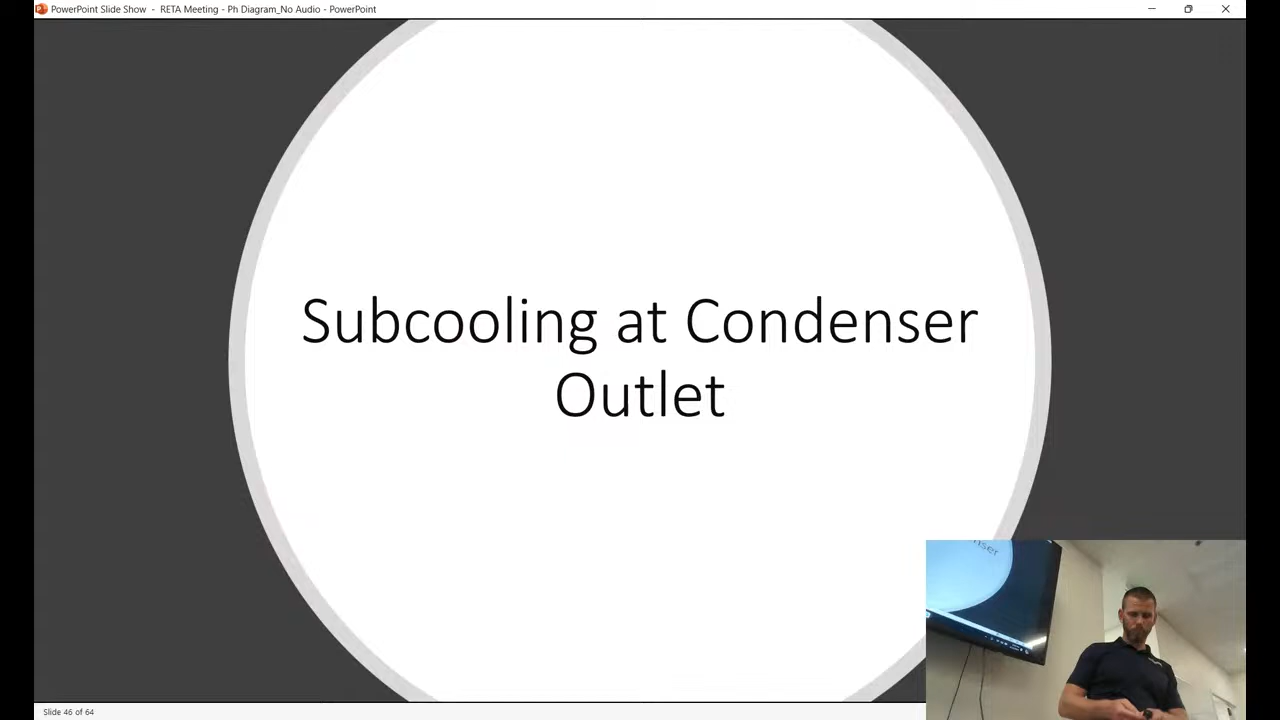 PowerPoint Slide Show - RETA Meeting - Ph Diagram_No Audio - PowerPoint
Subcooling at Condenser
Outlet
Slide 46 of 64